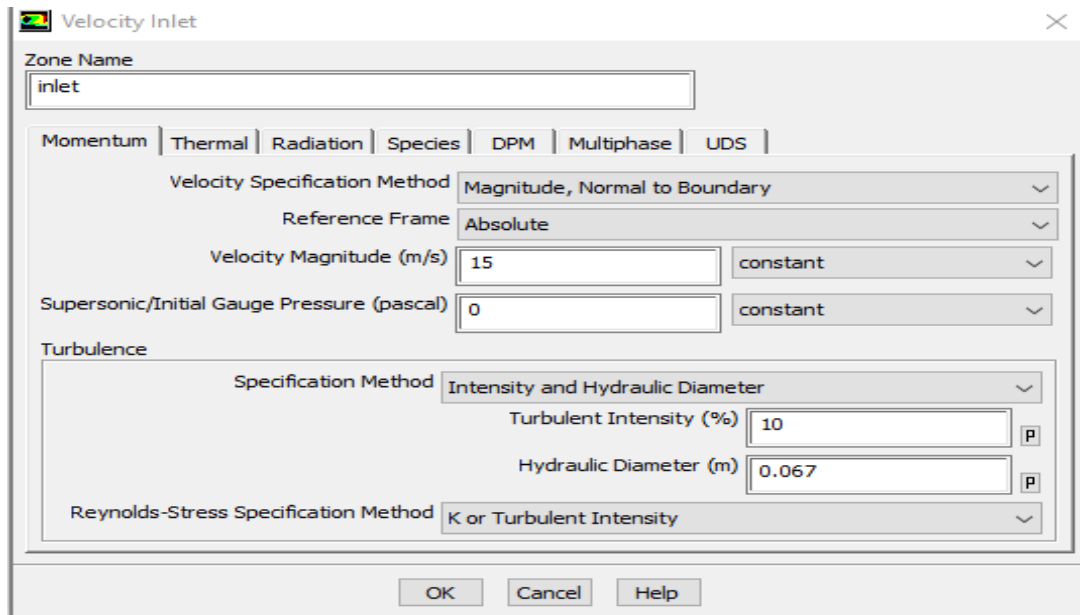 Velocity Inlet
Zone Name
inlet
Momentum Thermal Radiation Species DPM Multiphase UDS
Velocity Specification Method Magnitude, Normal to Boundary
Reference Frame Absolute
Velocity Magnitude (m/s) 15 constant
Supersonic/Initial Gauge Pressure (pascal) 0 constant
Turbulence
Specification Method Intensity and Hydraulic Diameter
Turbulent Intensity (%) 10 P
Hydraulic Diameter (m) 0.067 P
Reynolds-Stress Specification Method K or Turbulent Intensity
OK Cancel Help